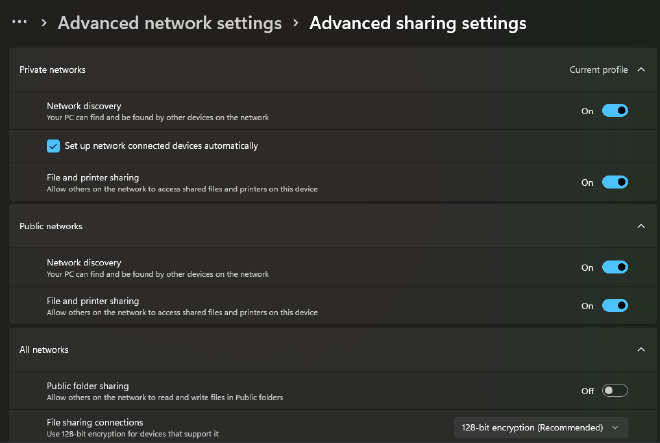 ··· > Advanced network settings > Advanced sharing settings
Private networks Current profile
Network discovery
Your PC can find and be found by other devices on the network On
Set up network connected devices automatically
File and printer sharing
Allow others on the network to access shared files and printers on this device On
Public networks
Network discovery
Your PC can find and be found by other devices on the network On
File and printer sharing
Allow others on the network to access shared files and printers on this device On
All networks
Public folder sharing
Allow others on the network to read and write files in Public folders Off
File sharing connections
Use 128-bit encryption for devices that support it 128-bit encryption (Recommended)